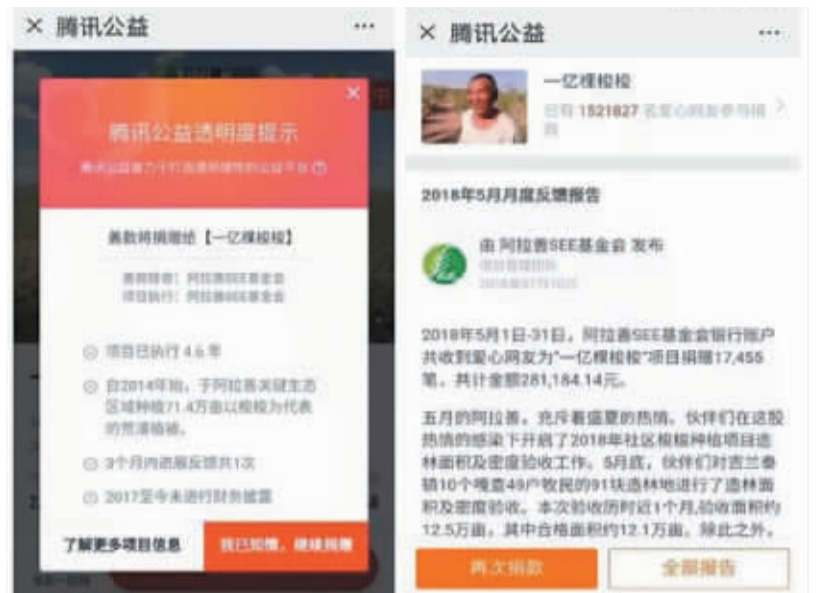 腾讯公益
腾讯公益透明度提示
善款将捐赠给【一亿棵梭梭】
善款接收：阿拉善SEE基金会
项目执行：阿拉善SEE基金会
项目已执行 4.6 年
自2014年始，于阿拉善关键生态
区域种植71.4万亩以梭梭为代表
的荒漠植被。
3个月内进展反馈共1次
2017至今未进行财务披露
了解更多项目信息
我已知情，继续捐赠
腾讯公益
一亿棵梭梭
已有 1521827 名爱心网友参与捐
2018年5月月度反馈报告
由 阿拉善SEE基金会 发布
2018年5月1日-31日，阿拉善SEE基金会银行账户
共收到爱心网友为“一亿棵梭梭”项目捐赠17,455
笔，共计金额281,184.14元。
五月的阿拉善，充斥着盛夏的热情。伙伴们在这股
热情的感染下开启了2018年社区梭梭种植项目造
林面积及密度验收工作。5月底，伙伴们对吉兰泰
镇10个嘎查49户牧民的91块造林地进行了造林面
积及密度验收。本次验收历时近1个月,验收面积约
12.5万亩，其中合格面积约12.1万亩。除此之外，
再次捐款
全部报告